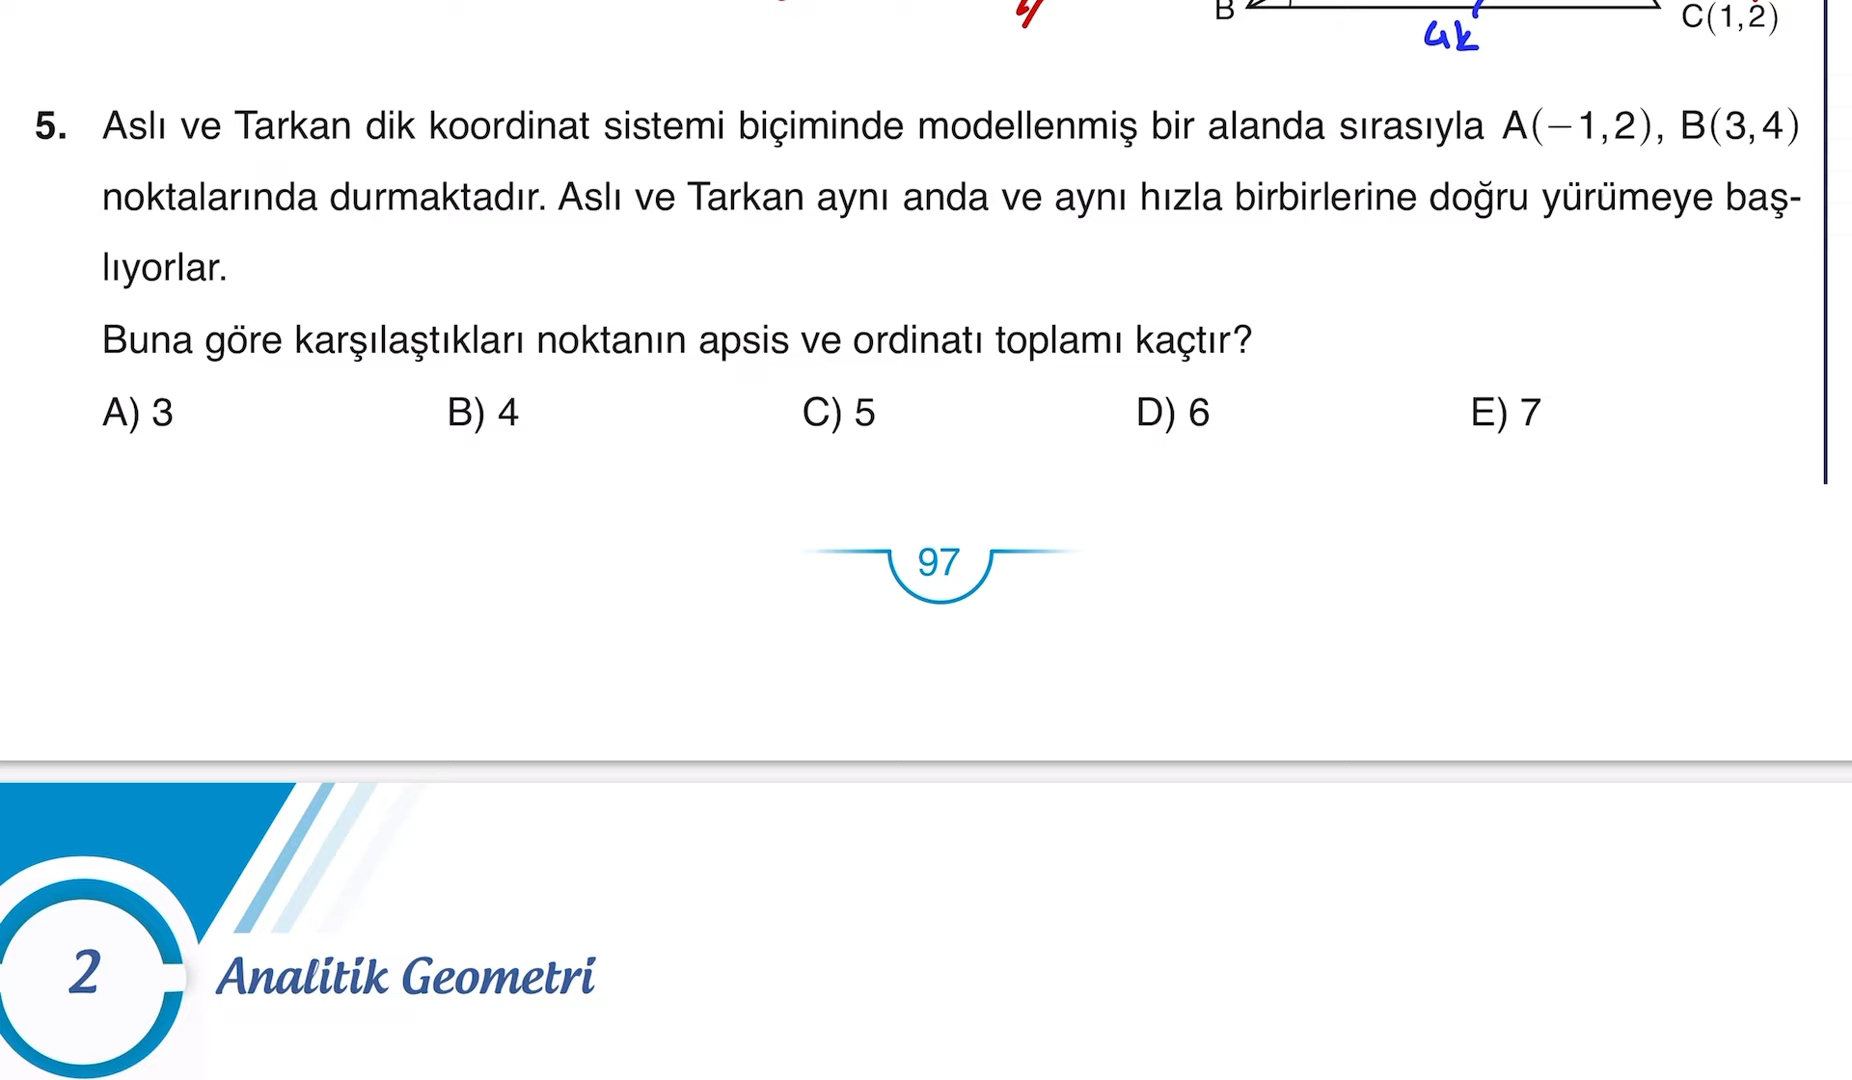 B
4k
C(1,2)
5. Aslı ve Tarkan dik koordinat sistemi biçiminde modellenmiş bir alanda sırasıyla A(−1,2), B(3,4)
noktalarında durmaktadır. Aslı ve Tarkan aynı anda ve aynı hızla birbirlerine doğru yürümeye baş-
lıyorlar.
Buna göre karşılaştıkları noktanın apsis ve ordinatı toplamı kaçtır?
A) 3 B) 4 C) 5 D) 6 E) 7
97
2 Analitik Geometri